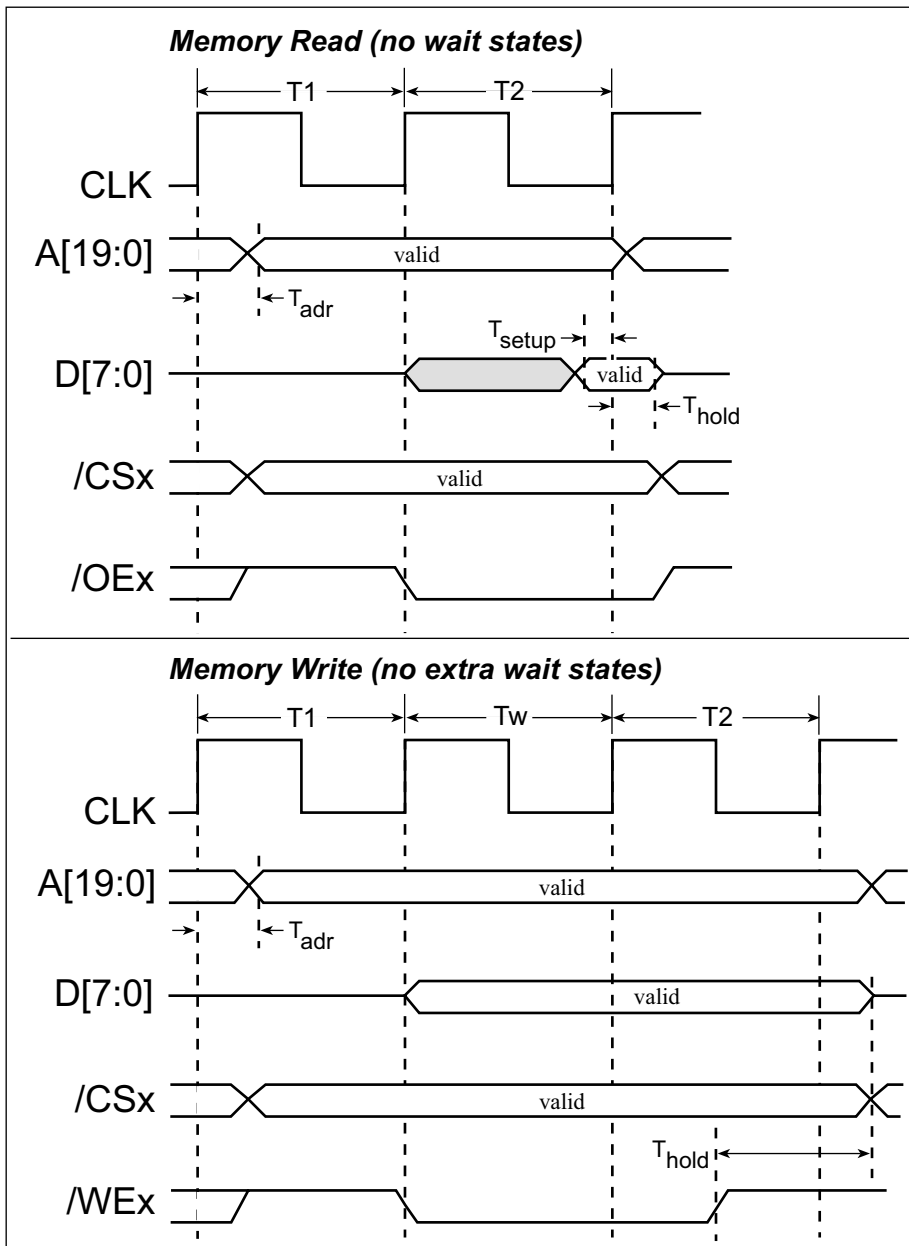 Memory Read (no wait states)
T1 T2
CLK
A[19:0] valid
Tadr
Tsetup
D[7:0] valid
Thold
/CSx valid
/OEx
Memory Write (no extra wait states)
T1 Tw T2
CLK
A[19:0] valid
Tadr
D[7:0] valid
/CSx valid
Thold
/WEx